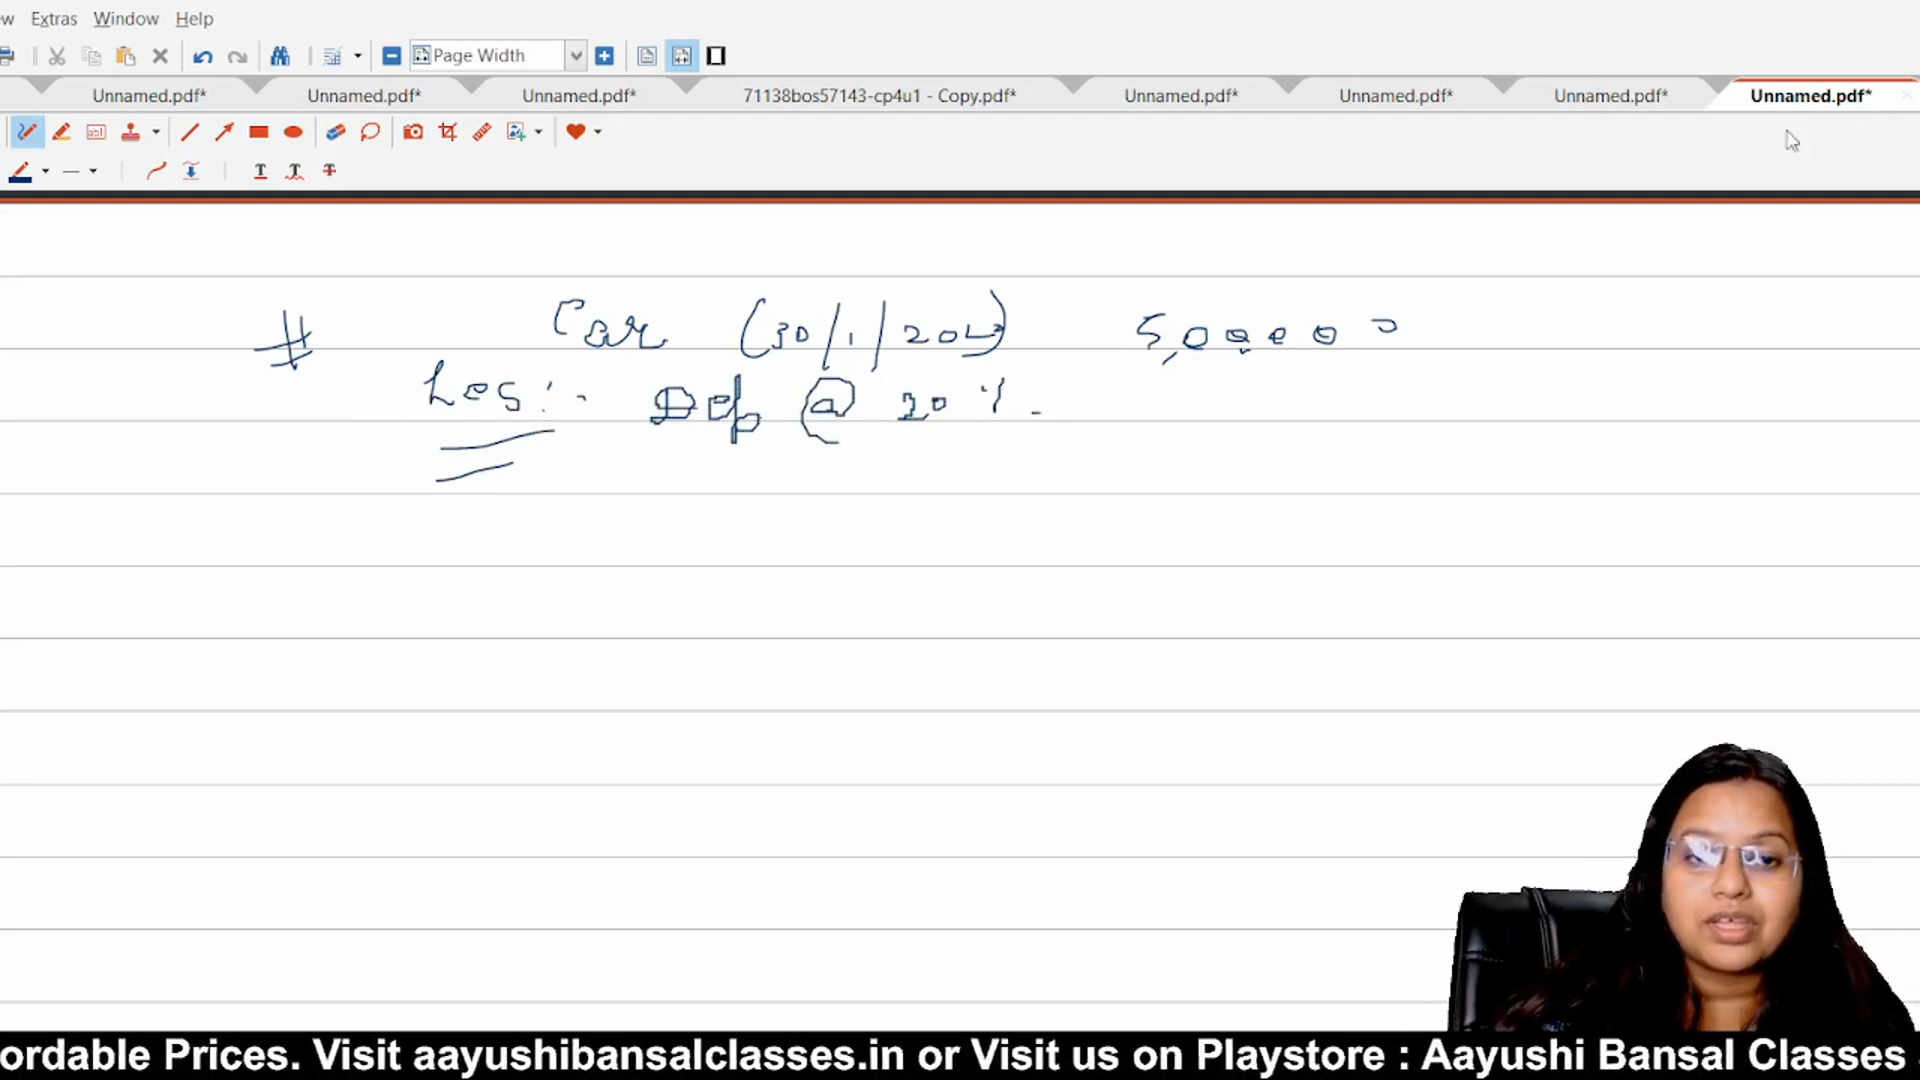 Extras Window Help
Page Width
Unnamed.pdf* Unnamed.pdf* Unnamed.pdf* 71138bos57143-cp4u1 - Copy.pdf* Unnamed.pdf* Unnamed.pdf* Unnamed.pdf* Unnamed.pdf*
# Car (30/1/202 5,00000
Les:- Dep @ 20%
ordable Prices. Visit aayushibansalclasses.in or Visit us on Playstore : Aayushi Bansal Classes